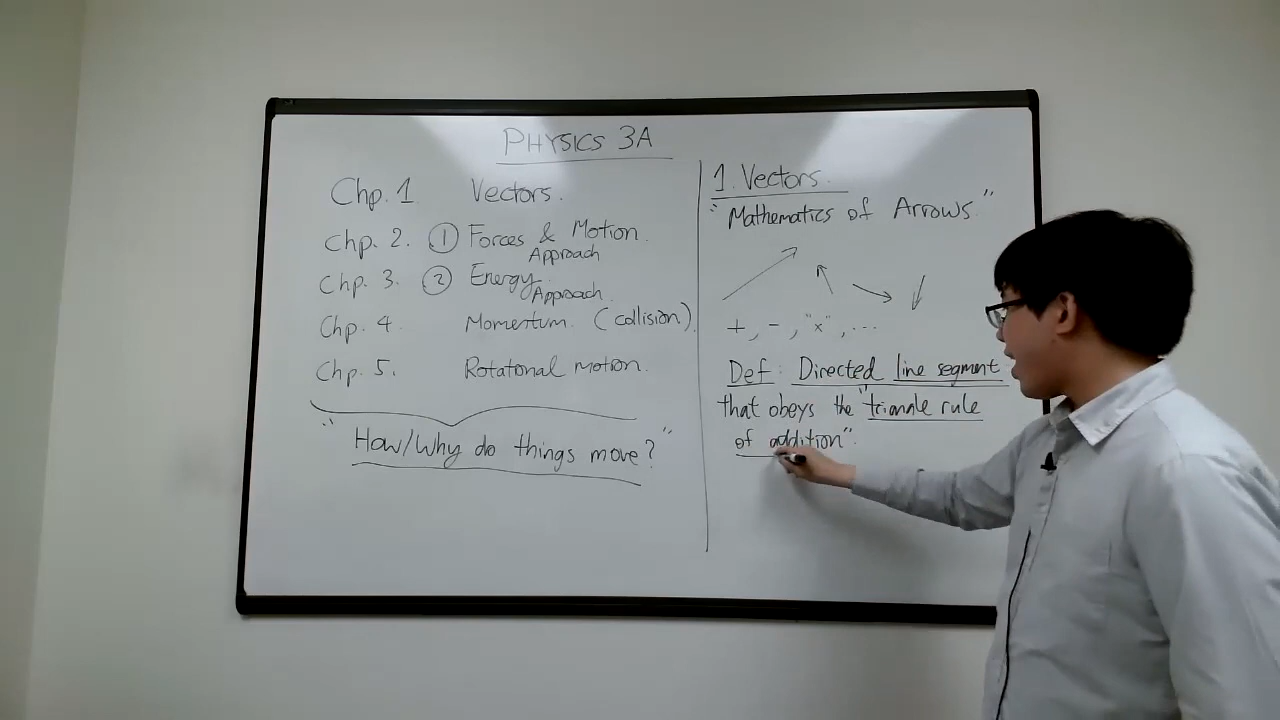 PHYSICS 3A
Chp. 1 Vectors.
Chp. 2. ① Forces & Motion.
Approach
Chp. 3. ② Energy.
Approach.
Chp. 4 Momentum. (collision).
Chp. 5. Rotational motion.
"How/Why do things move?"
1. Vectors.
"Mathematics of Arrows."
+, -, "x", ...
Def: Directed line segment
that obeys the "triangle rule
of addition".